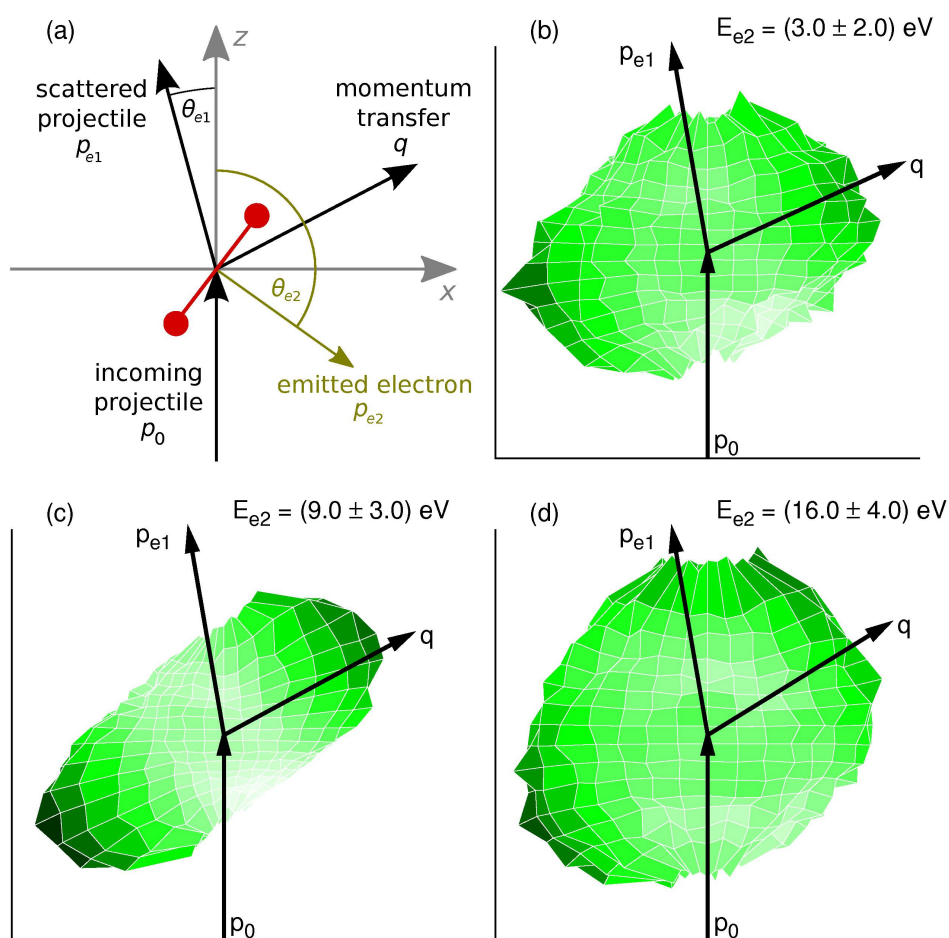 (a)
z
scattered
projectile
p_e1
θ_e1
momentum
transfer
q
x
θ_e2
incoming
projectile
p_0
emitted electron
p_e2
(b)
E_e2 = (3.0 ± 2.0) eV
p_e1
q
p_0
(c)
E_e2 = (9.0 ± 3.0) eV
p_e1
q
p_0
(d)
E_e2 = (16.0 ± 4.0) eV
p_e1
q
p_0